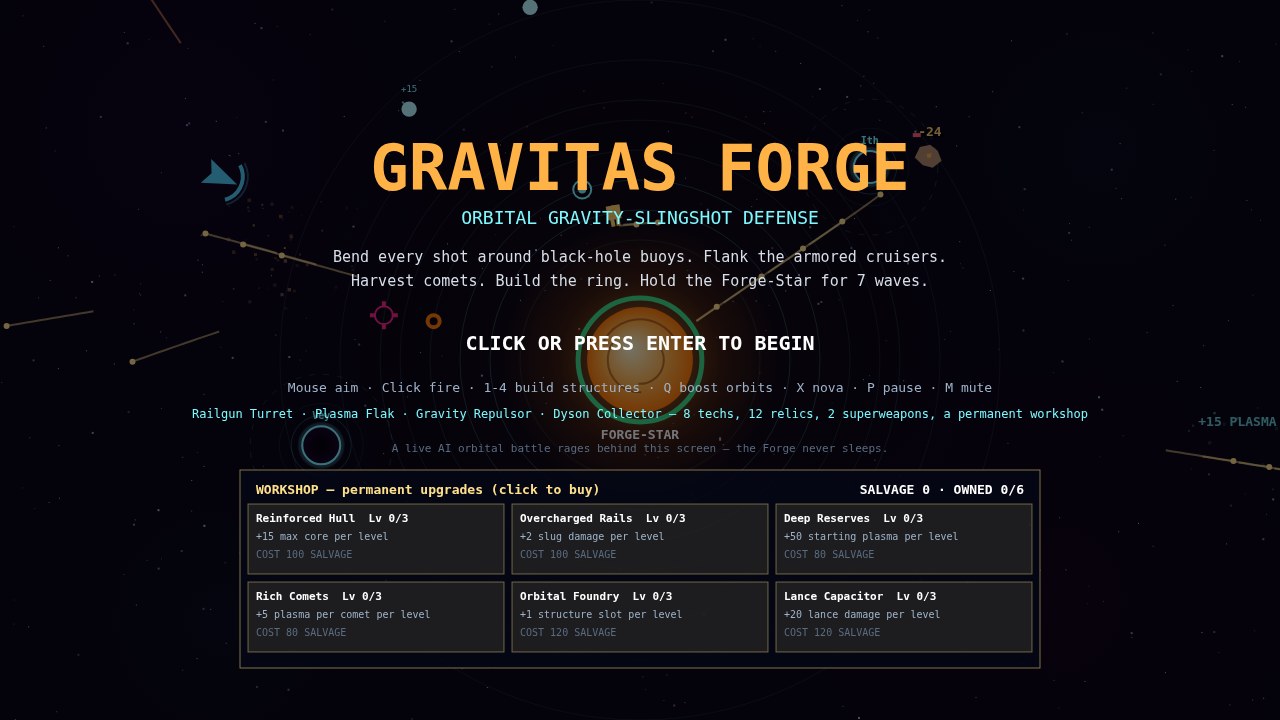 +15
-24
Ith
GRAVITAS FORGE
ORBITAL GRAVITY-SLINGSHOT DEFENSE
Bend every shot around black-hole buoys. Flank the armored cruisers.
Harvest comets. Build the ring. Hold the Forge-Star for 7 waves.
CLICK OR PRESS ENTER TO BEGIN
Mouse aim · Click fire · 1-4 build structures · Q boost orbits · X nova · P pause · M mute
Railgun Turret · Plasma Flak · Gravity Repulsor · Dyson Collector — 8 techs, 12 relics, 2 superweapons, a permanent workshop
+15 PLASMA
FORGE-STAR
A live AI orbital battle rages behind this screen — the Forge never sleeps.
WORKSHOP — permanent upgrades (click to buy)
SALVAGE 0 · OWNED 0/6
Reinforced Hull Lv 0/3
+15 max core per level
COST 100 SALVAGE
Overcharged Rails Lv 0/3
+2 slug damage per level
COST 100 SALVAGE
Deep Reserves Lv 0/3
+50 starting plasma per level
COST 80 SALVAGE
Rich Comets Lv 0/3
+5 plasma per comet per level
COST 80 SALVAGE
Orbital Foundry Lv 0/3
+1 structure slot per level
COST 120 SALVAGE
Lance Capacitor Lv 0/3
+20 lance damage per level
COST 120 SALVAGE